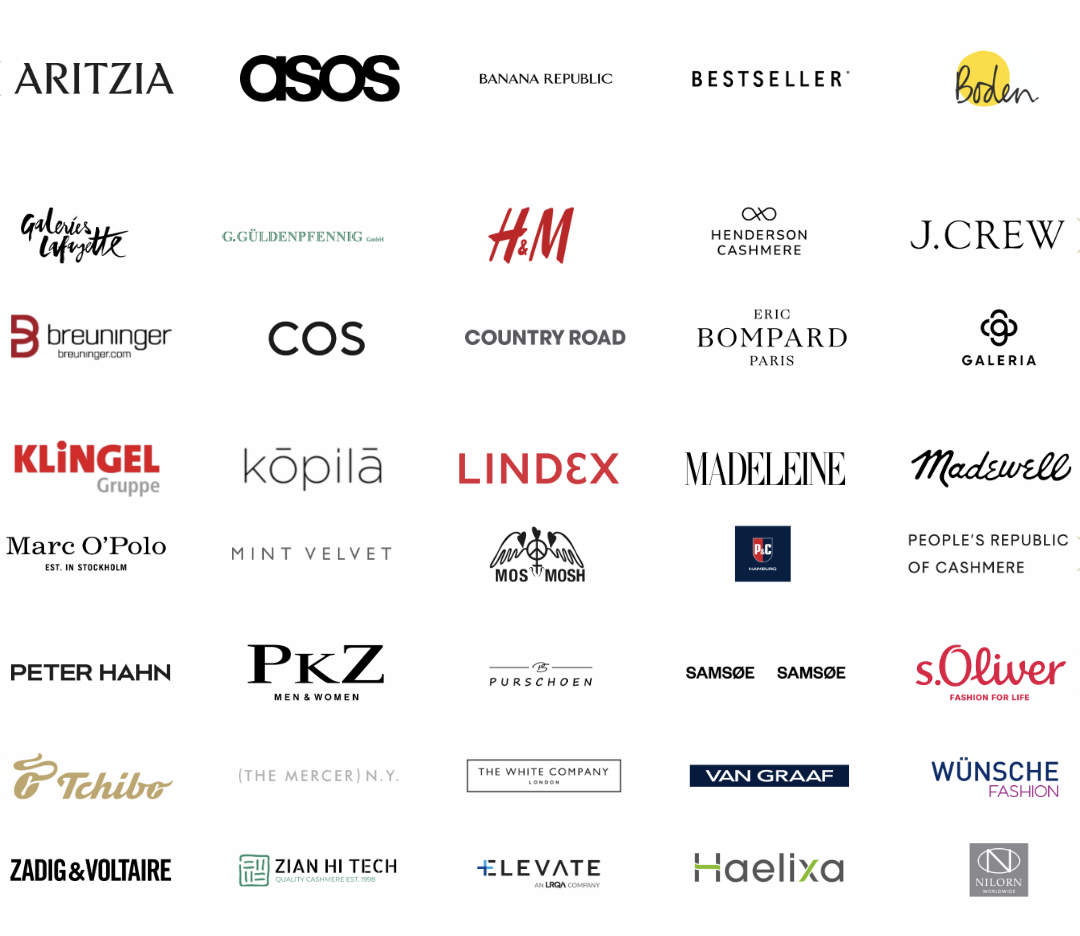 ARITZIA
asos
BANANA REPUBLIC
BESTSELLER
Boden
Galeries
Lafayette
G.GÜLDENPFENNIG GmbH
H&M
HENDERSON
CASHMERE
J.CREW
breuninger
breuninger.com
COS
COUNTRY ROAD
ERIC
BOMPARD
PARIS
GALERIA
KLiNGEL
Gruppe
kōpilā
LINDEX
MADELEINE
Madewell
Marc O'Polo
EST. IN STOCKHOLM
MINT VELVET
MOS MOSH
P&C
HAMBURG
PEOPLE'S REPUBLIC
OF CASHMERE
PETER HAHN
PKZ
MEN & WOMEN
PURSCHOEN
SAMSØE SAMSØE
s.Oliver
FASHION FOR LIFE
Tchibo
(THE MERCER) N.Y.
THE WHITE COMPANY
LONDON
VAN GRAAF
WÜNSCHE
FASHION
ZADIG&VOLTAIRE
ZIAN HI TECH
QUALITY CASHMERE EST. 1998
ELEVATE
AN LRQA COMPANY
Haelixa
N
NILORN
WORLDWIDE